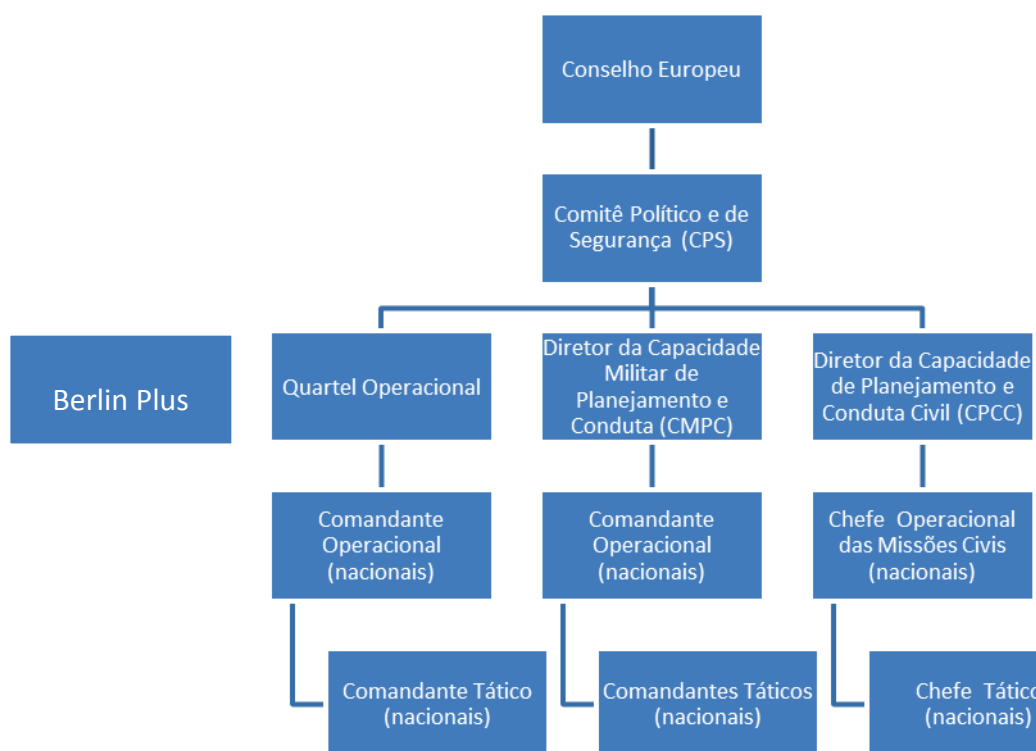 Conselho Europeu
Comitê Político e de
Segurança (CPS)
Berlin Plus
Quartel Operacional
Diretor da Capacidade
Militar de
Planejamento e
Conduta (CMPC)
Diretor da Capacidade
de Planejamento e
Conduta Civil (CPCC)
Comandante
Operacional
(nacionais)
Comandante
Operacional
(nacionais)
Chefe Operacional
das Missões Civis
(nacionais)
Comandante Tático
(nacionais)
Comandantes Táticos
(nacionais)
Chefe Tático
(nacionais)